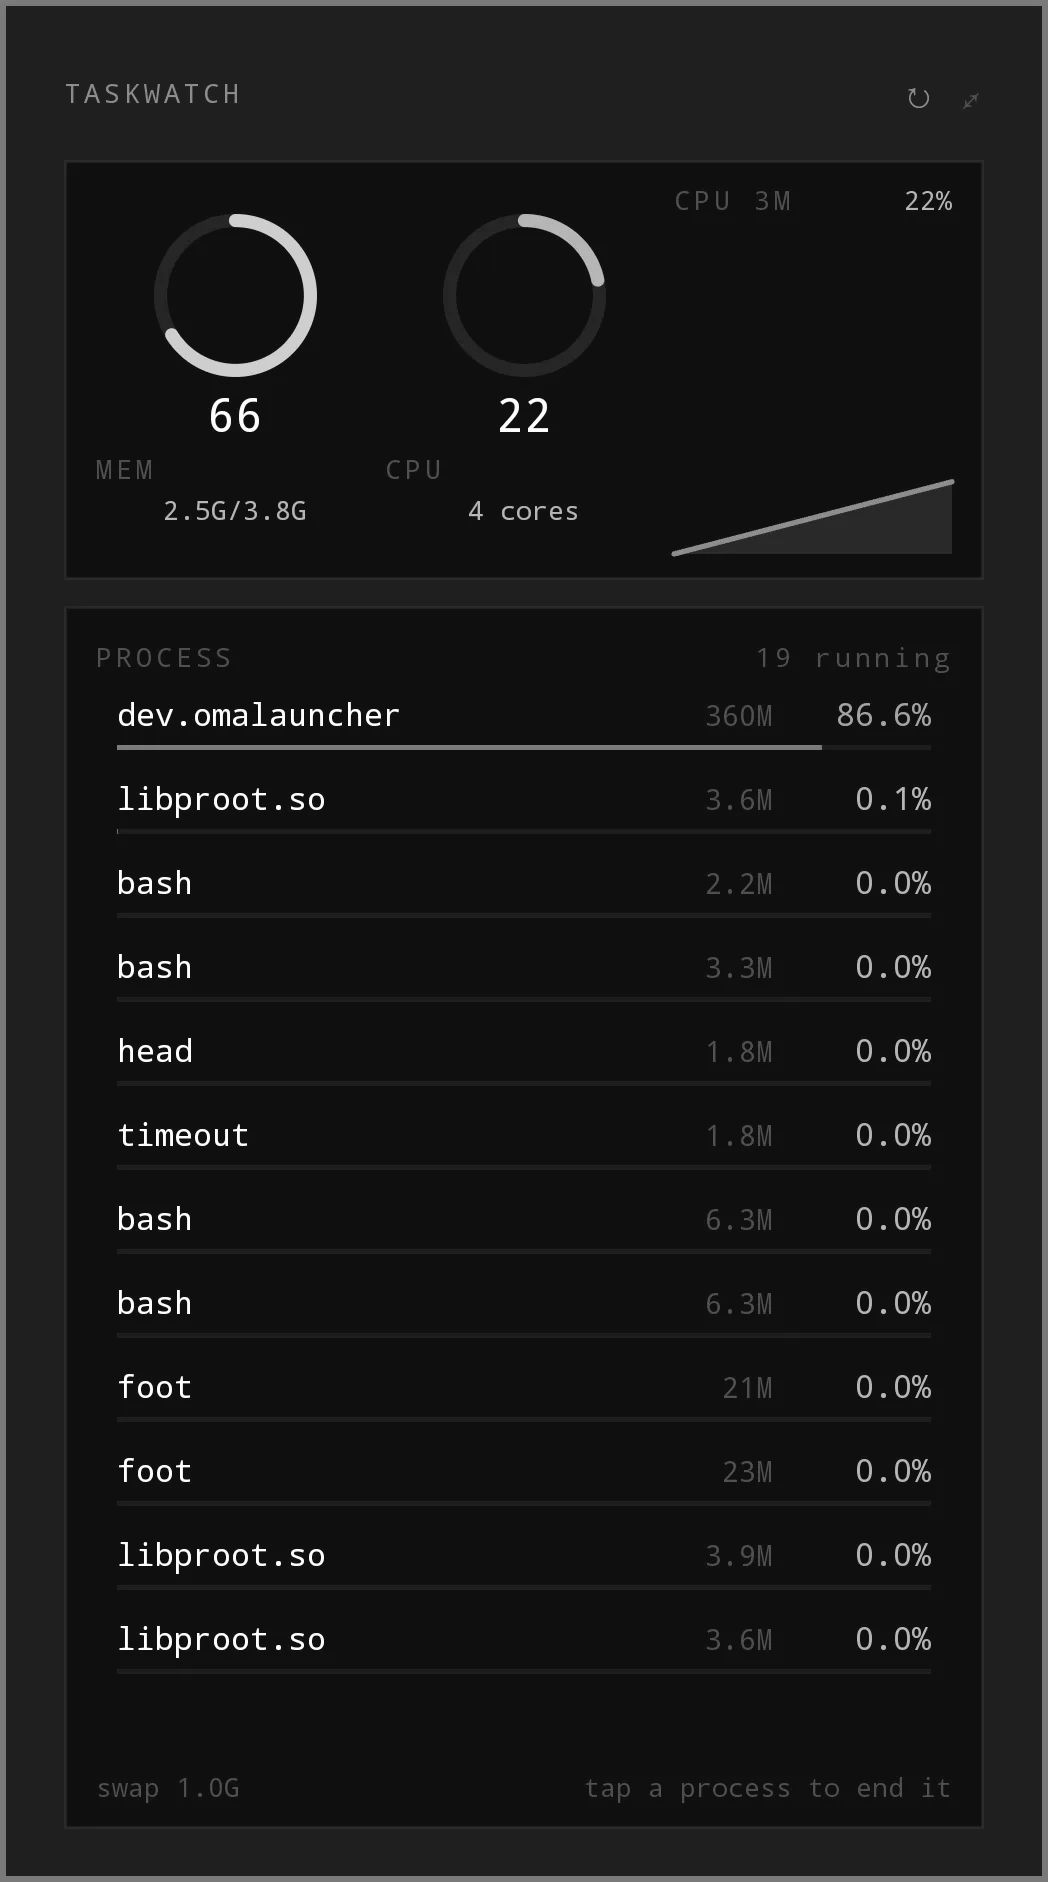 TASKWATCH
CPU 3M 22%
66 22
MEM CPU
2.5G/3.8G 4 cores
PROCESS 19 running
dev.omalauncher 360M 86.6%
libproot.so 3.6M 0.1%
bash 2.2M 0.0%
bash 3.3M 0.0%
head 1.8M 0.0%
timeout 1.8M 0.0%
bash 6.3M 0.0%
bash 6.3M 0.0%
foot 21M 0.0%
foot 23M 0.0%
libproot.so 3.9M 0.0%
libproot.so 3.6M 0.0%
swap 1.0G tap a process to end it